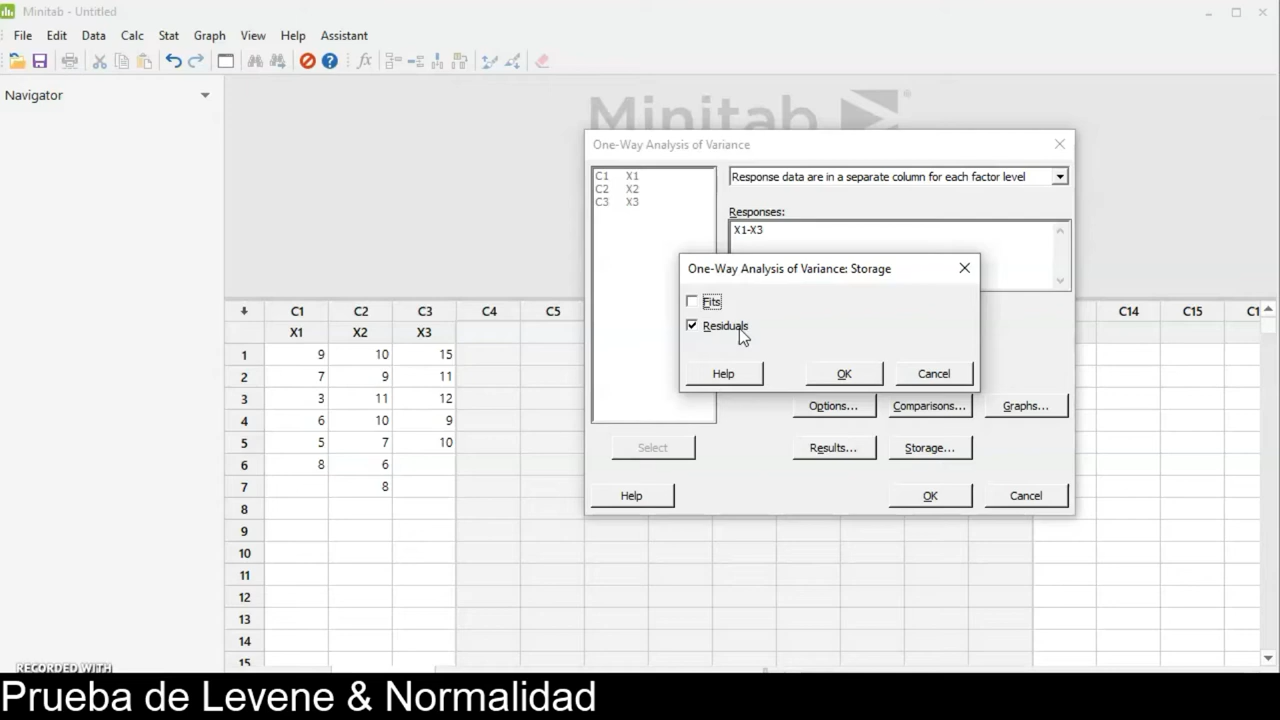 Minitab - Untitled
File Edit Data Calc Stat Graph View Help Assistant
Navigator
Minitab
One-Way Analysis of Variance
C1 X1
C2 X2
C3 X3
Response data are in a separate column for each factor level
Responses:
X1-X3
One-Way Analysis of Variance: Storage
Fits
Residuals
Help OK Cancel
Options... Comparisons... Graphs...
Select Results... Storage...
Help OK Cancel
C1 C2 C3 C4 C5 C14 C15 C1
X1 X2 X3
1 9 10 15
2 7 9 11
3 3 11 12
4 6 10 9
5 5 7 10
6 8 6
7 8
8
9
10
11
12
13
14
15
RECORDED WITH
Prueba de Levene & Normalidad